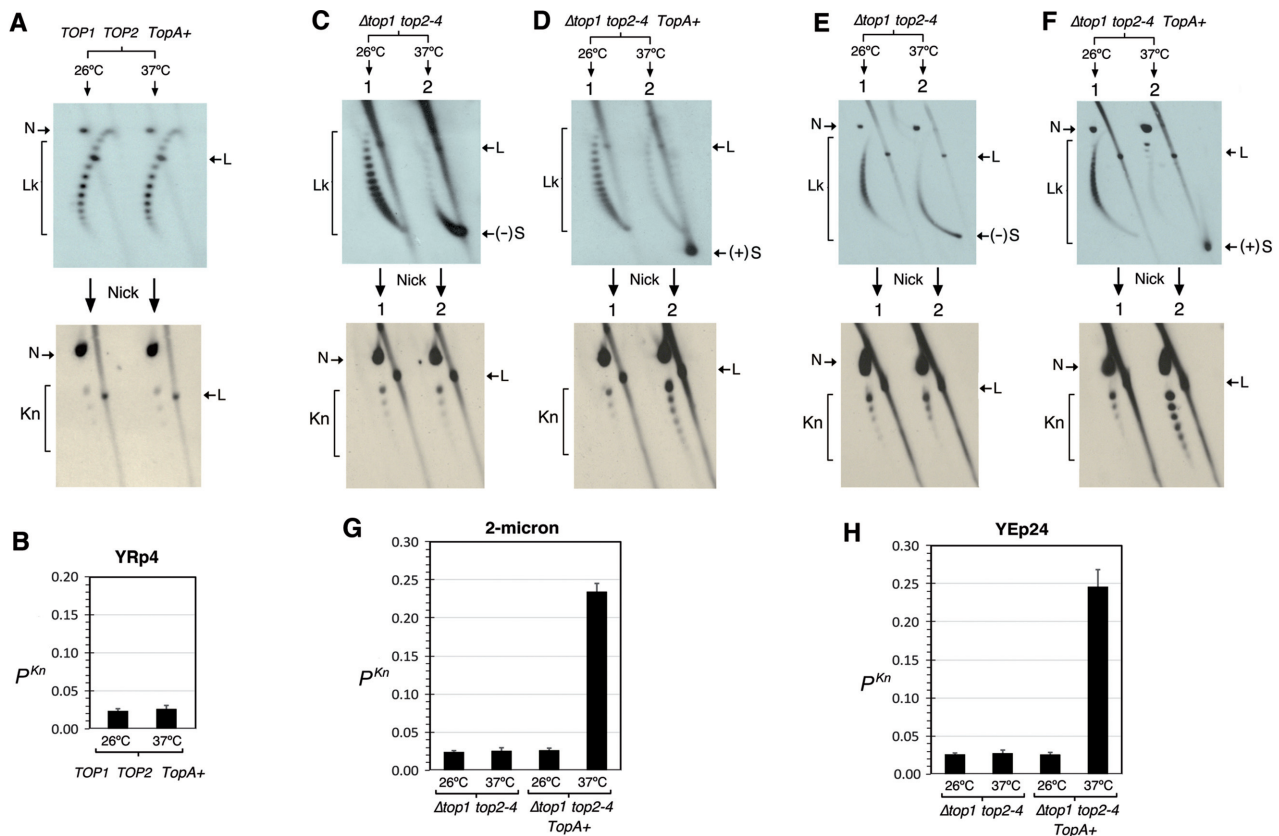 A
TOP1 TOP2 TopA+
26ºC 37ºC
N
Lk
L
Nick
N
Kn
L
B
YRp4
0.20
0.15
0.10
0.05
0.00
P^Kn
26ºC 37ºC
TOP1 TOP2 TopA+
C
Δtop1 top2-4
26ºC 37ºC
1 2
Lk
L
(-)S
Nick
1 2
N
Kn
L
D
Δtop1 top2-4 TopA+
26ºC 37ºC
1 2
Lk
L
(+)S
Nick
1 2
N
Kn
L
E
Δtop1 top2-4
26ºC 37ºC
1 2
N
Lk
L
(-)S
Nick
1 2
N
Kn
L
F
Δtop1 top2-4 TopA+
26ºC 37ºC
1 2
N
Lk
L
(+)S
Nick
1 2
N
Kn
L
G
2-micron
0.30
0.25
0.20
0.15
0.10
0.05
0.00
P^Kn
26ºC 37ºC 26ºC 37ºC
Δtop1 top2-4 Δtop1 top2-4
TopA+
H
YEp24
0.30
0.25
0.20
0.15
0.10
0.05
0.00
P^Kn
26ºC 37ºC 26ºC 37ºC
Δtop1 top2-4 Δtop1 top2-4
TopA+